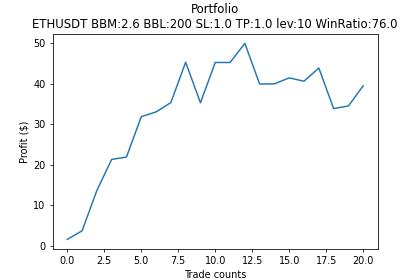 Portfolio
ETHUSDT BBM:2.6 BBL:200 SL:1.0 TP:1.0 lev:10 WinRatio:76.0
50
40
30
20
10
0
Profit ($)
0.0 2.5 5.0 7.5 10.0 12.5 15.0 17.5 20.0
Trade counts